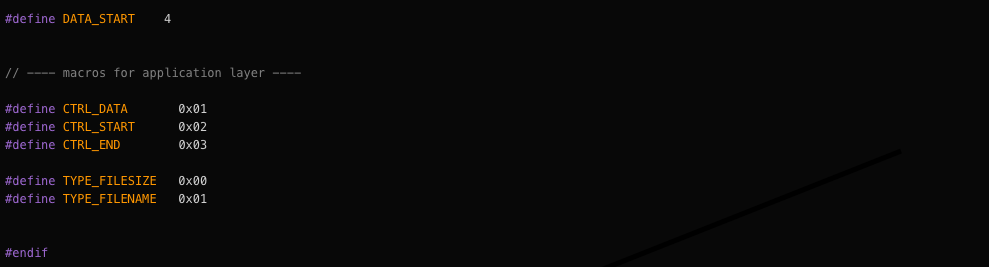 #define DATA_START    4
// ---- macros for application layer ----
#define CTRL_DATA       0x01
#define CTRL_START      0x02
#define CTRL_END        0x03
#define TYPE_FILESIZE   0x00
#define TYPE_FILENAME   0x01
#endif